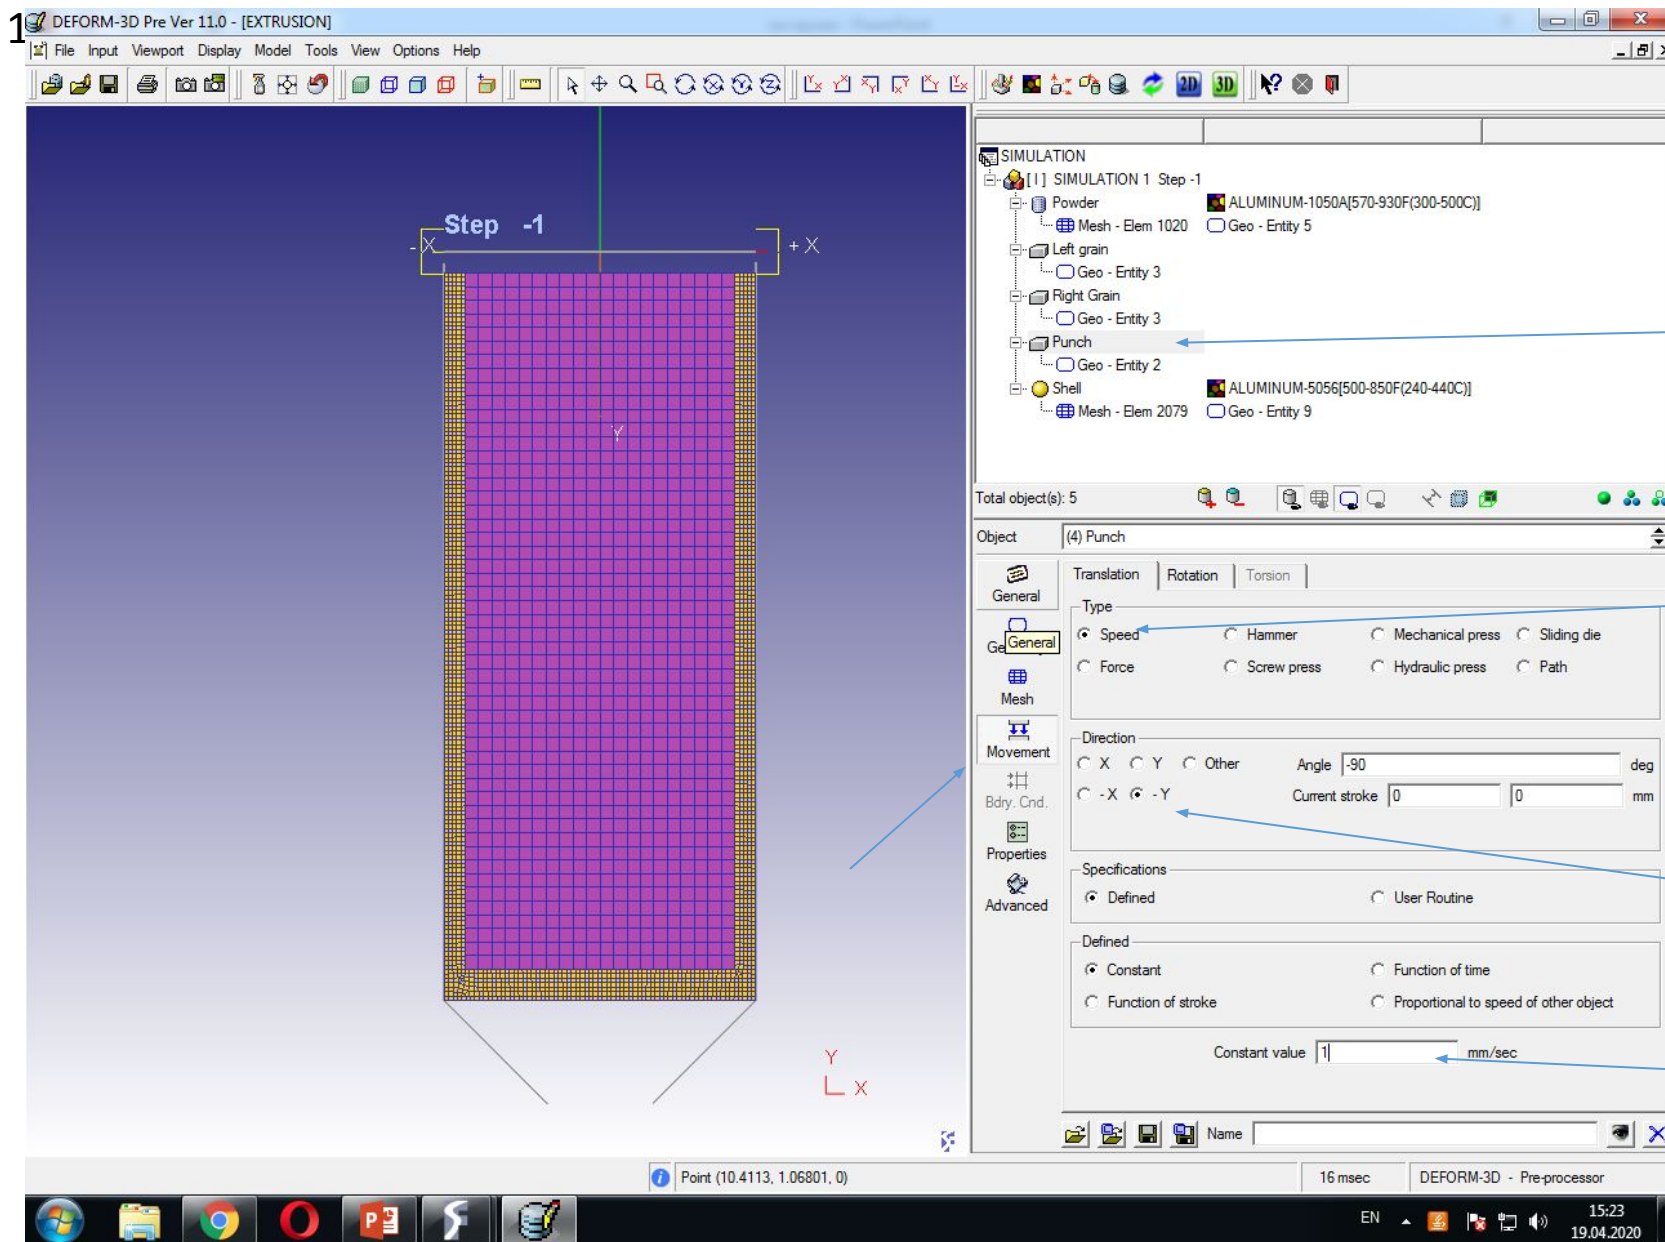 1
DEFORM-3D Pre Ver 11.0 - [EXTRUSION]
File Input Viewport Display Model Tools View Options Help
2D 3D
SIMULATION
[ I ] SIMULATION 1 Step -1
Powder ALUMINUM-1050A[570-930F(300-500C)]
Mesh - Elem 1020 Geo - Entity 5
Left grain
Geo - Entity 3
Right Grain
Geo - Entity 3
Punch
Geo - Entity 2
Shell ALUMINUM-5056[500-850F(240-440C)]
Mesh - Elem 2079 Geo - Entity 9
Step -1
- X + X
Y
Y
X
Total object(s): 5
Object (4) Punch
General
General
Mesh
Movement
Bdry. Cnd.
Properties
Advanced
Translation Rotation Torsion
Type
Speed Hammer Mechanical press Sliding die
Force Screw press Hydraulic press Path
Direction
X Y Other Angle -90 deg
- X - Y Current stroke 0 0 mm
Specifications
Defined User Routine
Defined
Constant Function of time
Function of stroke Proportional to speed of other object
Constant value 1 mm/sec
Name
Point (10.4113, 1.06801, 0) 16 msec DEFORM-3D - Pre-processor
EN 15:23
19.04.2020